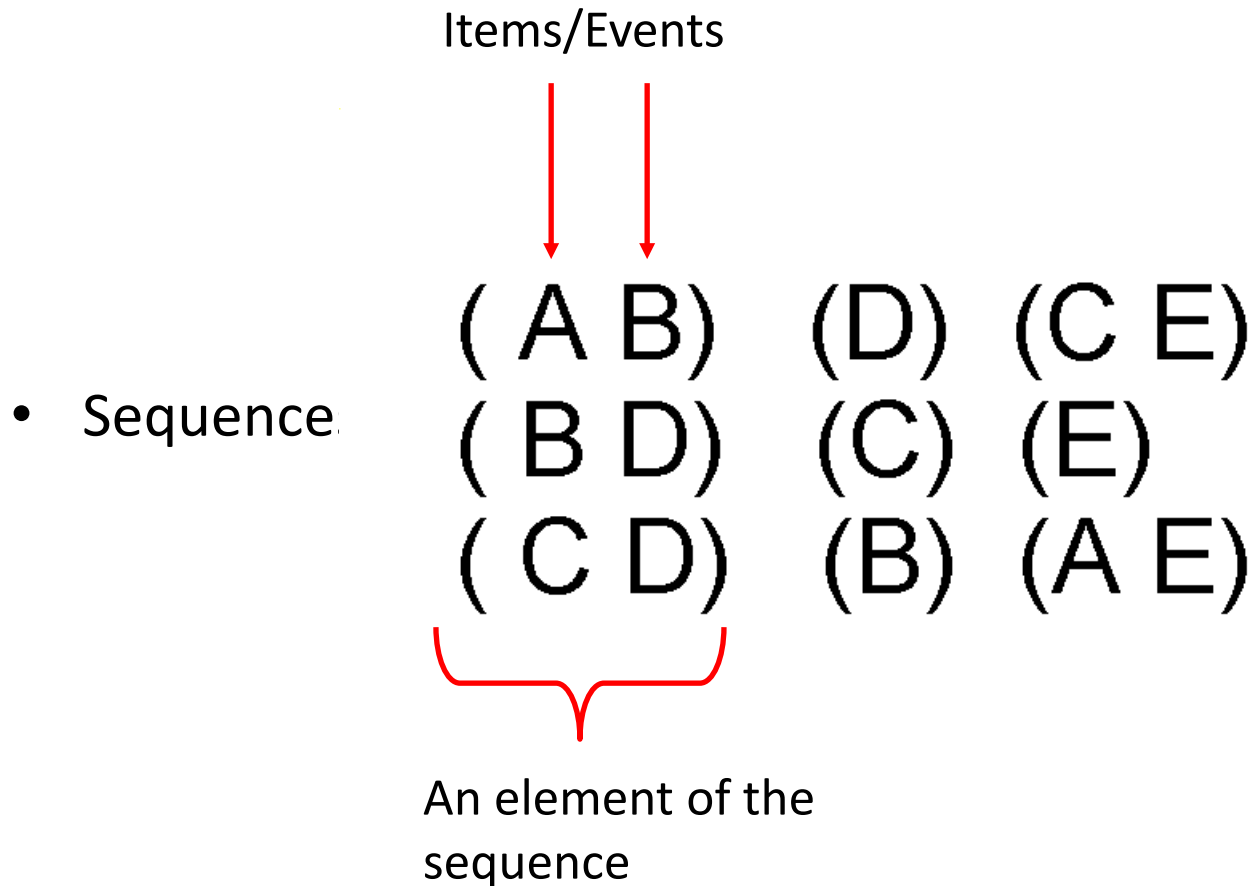 Items/Events
( A B) (D) (C E)
• Sequence
( B D) (C) (E)
( C D) (B) (A E)
An element of the
sequence